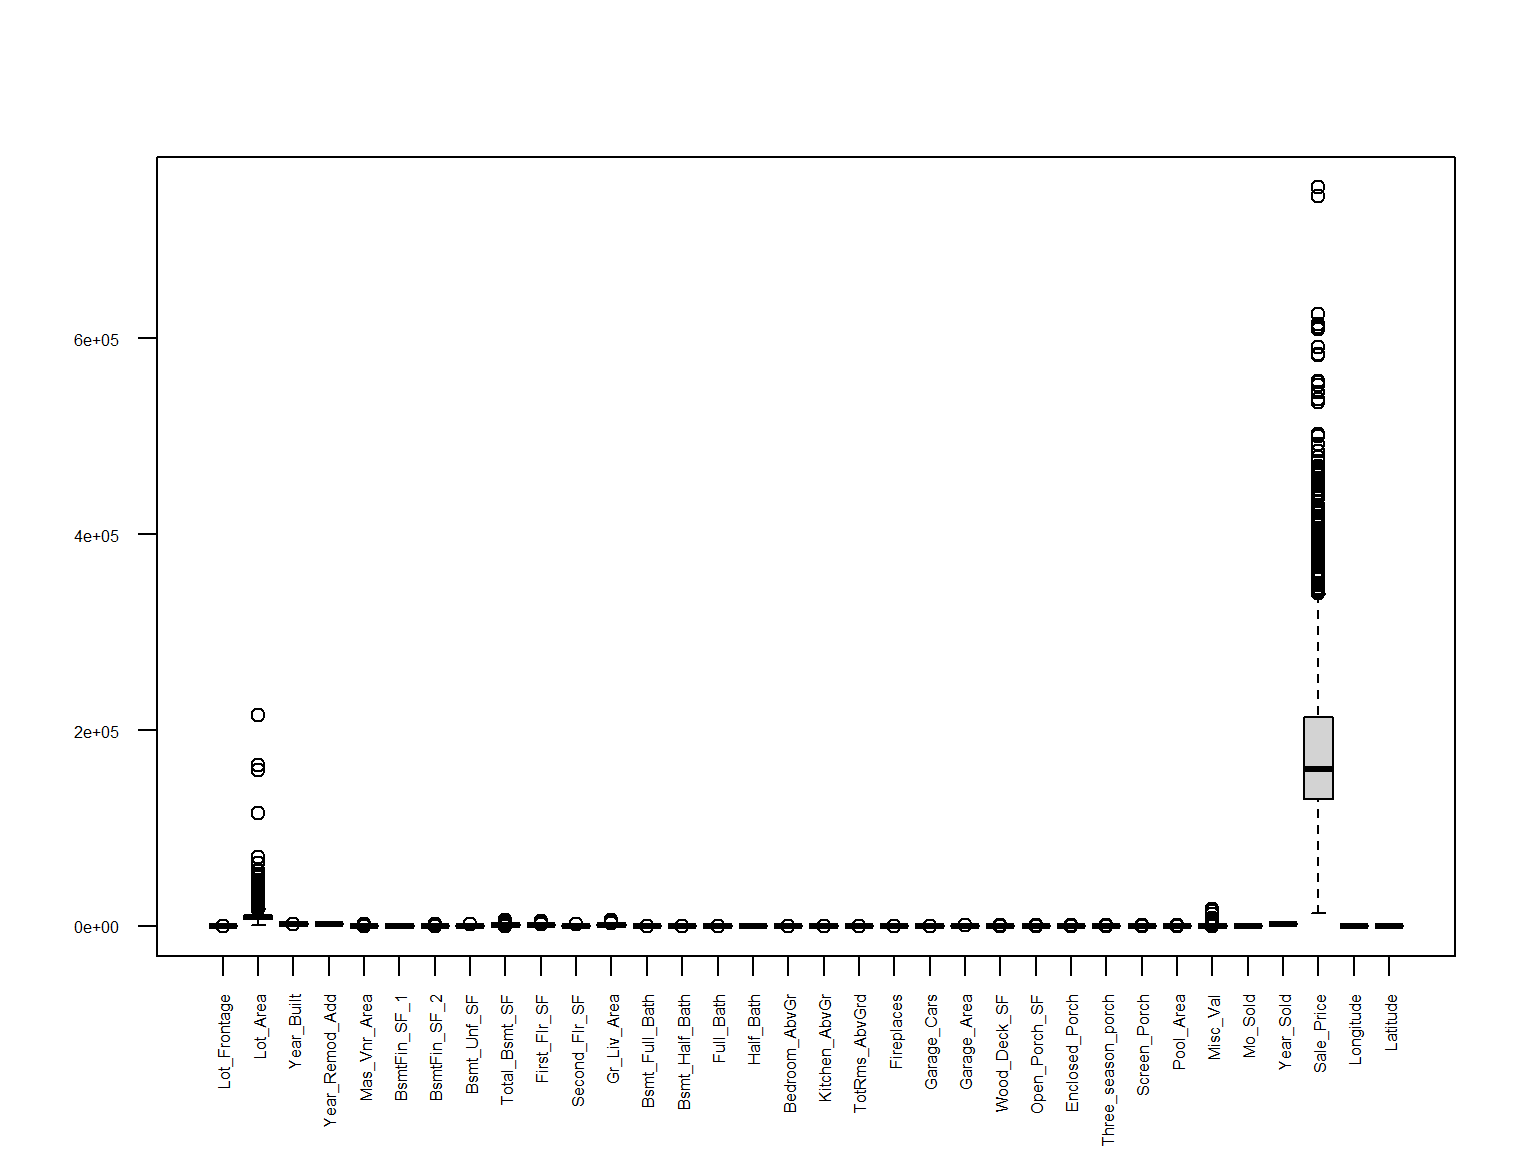 6e+05
4e+05
2e+05
0e+00
Lot_Frontage
Lot_Area
Year_Built
Year_Remod_Add
Mas_Vnr_Area
BsmtFin_SF_1
BsmtFin_SF_2
Bsmt_Unf_SF
Total_Bsmt_SF
First_Flr_SF
Second_Flr_SF
Gr_Liv_Area
Bsmt_Full_Bath
Bsmt_Half_Bath
Full_Bath
Half_Bath
Bedroom_AbvGr
Kitchen_AbvGr
TotRms_AbvGrd
Fireplaces
Garage_Cars
Garage_Area
Wood_Deck_SF
Open_Porch_SF
Enclosed_Porch
Three_season_porch
Screen_Porch
Pool_Area
Misc_Val
Mo_Sold
Year_Sold
Sale_Price
Longitude
Latitude